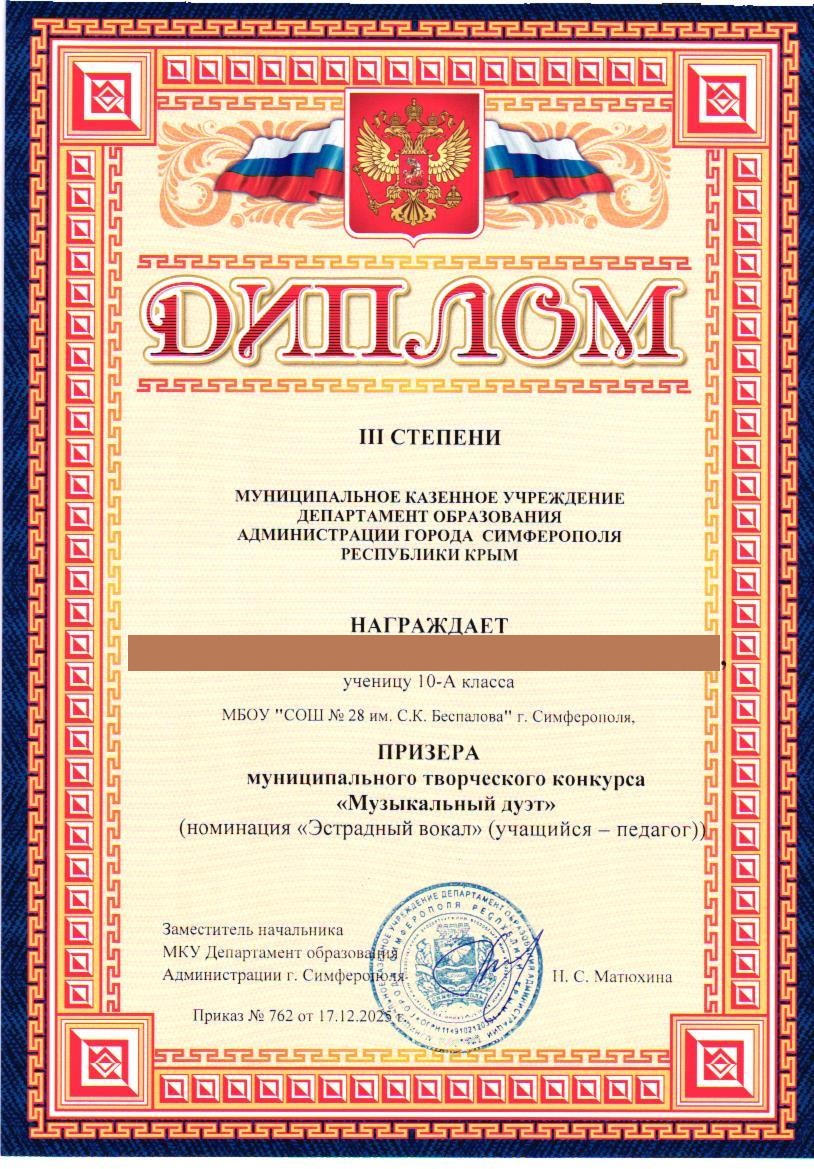 ДИПЛОМ
III СТЕПЕНИ
МУНИЦИПАЛЬНОЕ КАЗЕННОЕ УЧРЕЖДЕНИЕ
ДЕПАРТАМЕНТ ОБРАЗОВАНИЯ
АДМИНИСТРАЦИИ ГОРОДА СИМФЕРОПОЛЯ
РЕСПУБЛИКИ КРЫМ
НАГРАЖДАЕТ
,
ученицу 10-А класса
МБОУ "СОШ № 28 им. С.К. Беспалова" г. Симферополя,
ПРИЗЕРА
муниципального творческого конкурса
«Музыкальный дуэт»
(номинация «Эстрадный вокал» (учащийся – педагог))
Заместитель начальника
МКУ Департамент образования
Администрации г. Симферополя
Н. С. Матюхина
Приказ № 762 от 17.12.2025 г.